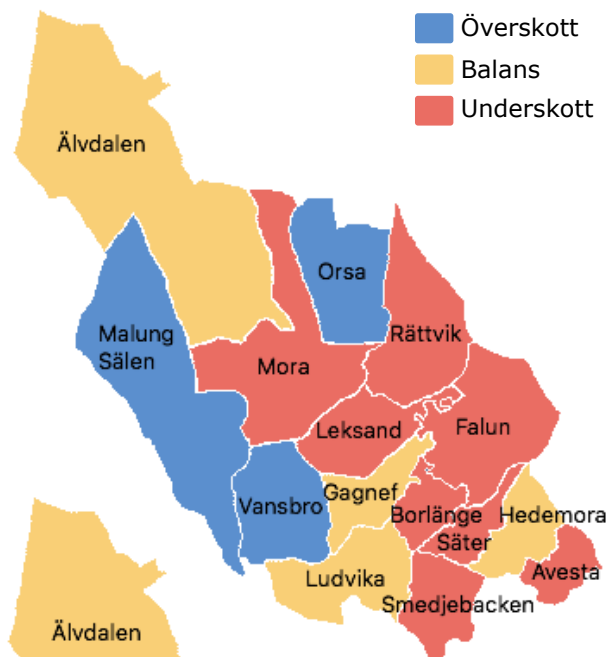 Överskott
Balans
Underskott
Älvdalen
Orsa
Malung
Sälen
Rättvik
Mora
Leksand
Falun
Gagnef
Vansbro
Borlänge
Hedemora
Säter
Ludvika
Avesta
Smedjebacken
Älvdalen